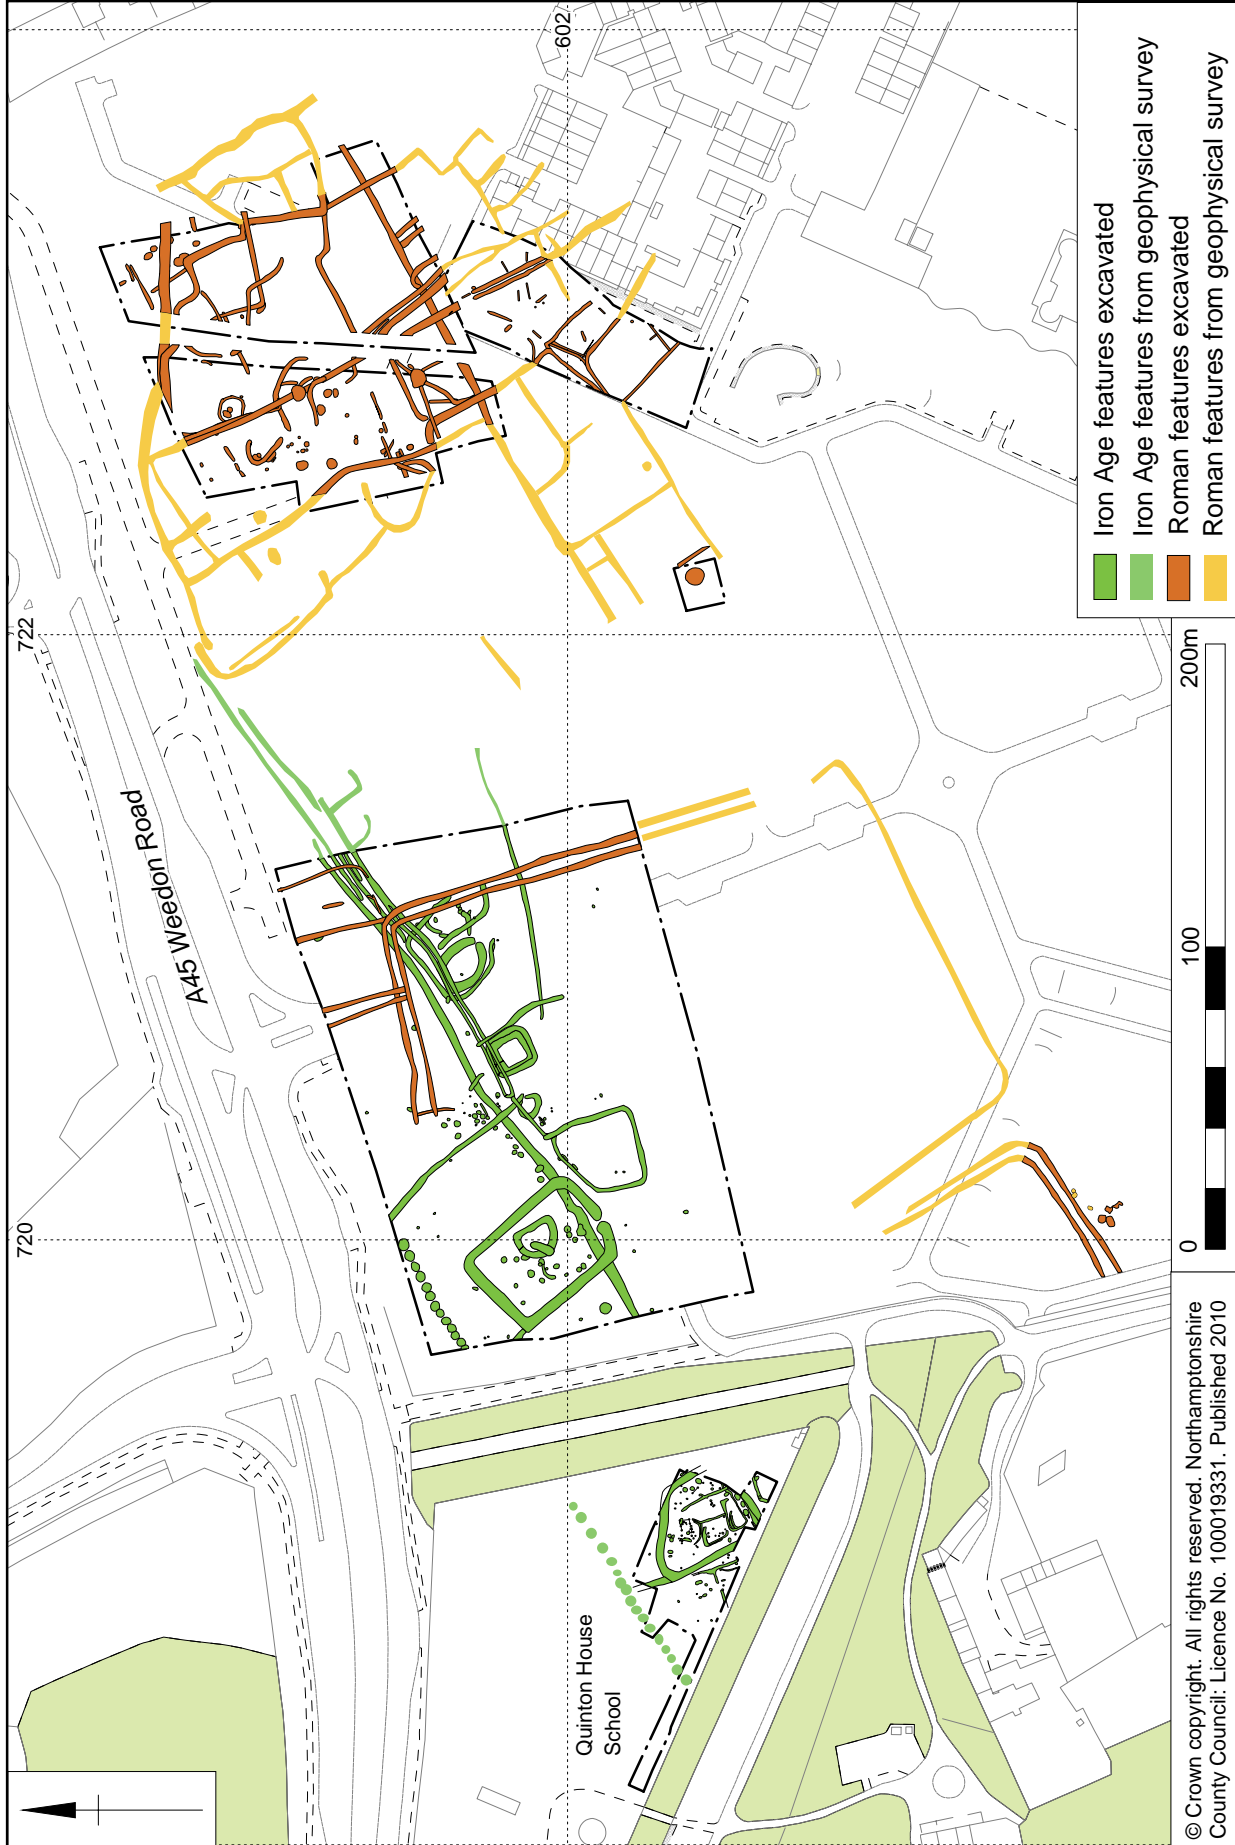 602
722
A45 Weedon Road
720
Quinton House
School
Iron Age features excavated
Iron Age features from geophysical survey
Roman features excavated
Roman features from geophysical survey
0 100 200m
© Crown copyright. All rights reserved. Northamptonshire
County Council: Licence No. 100019331. Published 2010